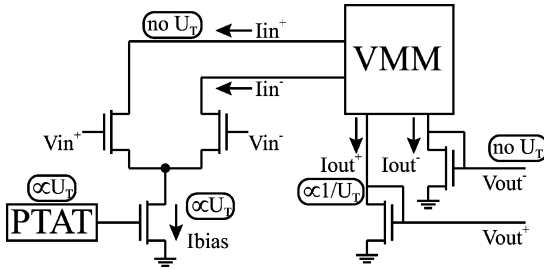 no U_T
Iin⁺
VMM
Iin⁻
Vin⁺
Vin⁻
Iout⁺
Iout⁻
no U_T
∝U_T
∝U_T
∝1/U_T
Vout⁻
PTAT
Ibias
Vout⁺